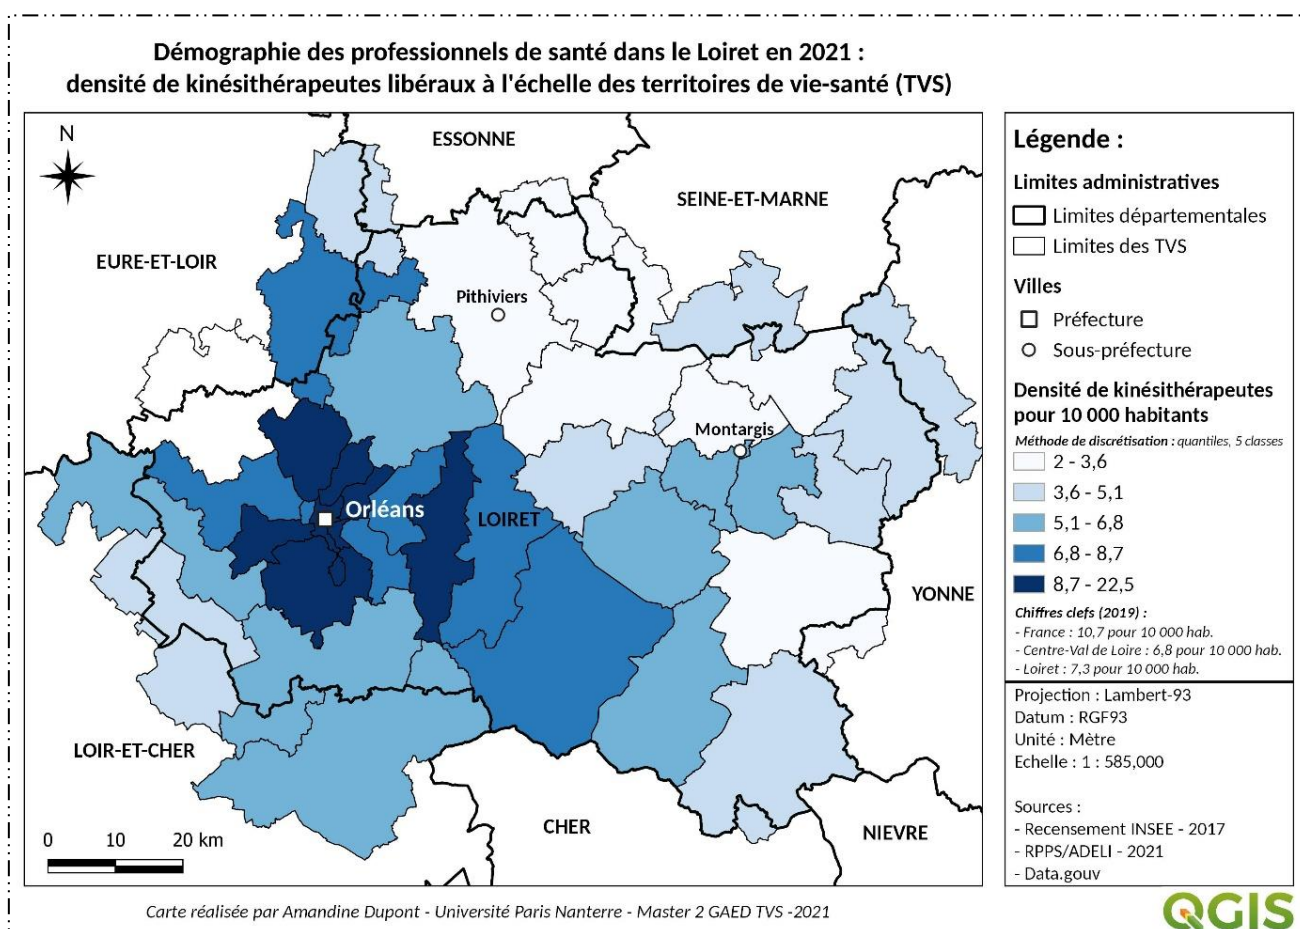 Démographie des professionnels de santé dans le Loiret en 2021 :
densité de kinésithérapeutes libéraux à l'échelle des territoires de vie-santé (TVS)
N
ESSONNE
SEINE-ET-MARNE
EURE-ET-LOIR
Pithiviers
Montargis
Orléans
LOIRET
YONNE
LOIR-ET-CHER
CHER
NIEVRE
0 10 20 km
Légende :
Limites administratives
Limites départementales
Limites des TVS
Villes
Préfecture
Sous-préfecture
Densité de kinésithérapeutes
pour 10 000 habitants
Méthode de discrétisation : quantiles, 5 classes
2 - 3,6
3,6 - 5,1
5,1 - 6,8
6,8 - 8,7
8,7 - 22,5
Chiffres clefs (2019) :
- France : 10,7 pour 10 000 hab.
- Centre-Val de Loire : 6,8 pour 10 000 hab.
- Loiret : 7,3 pour 10 000 hab.
Projection : Lambert-93
Datum : RGF93
Unité : Mètre
Echelle : 1 : 585,000
Sources :
- Recensement INSEE - 2017
- RPPS/ADELI - 2021
- Data.gouv
Carte réalisée par Amandine Dupont - Université Paris Nanterre - Master 2 GAED TVS -2021
QGIS